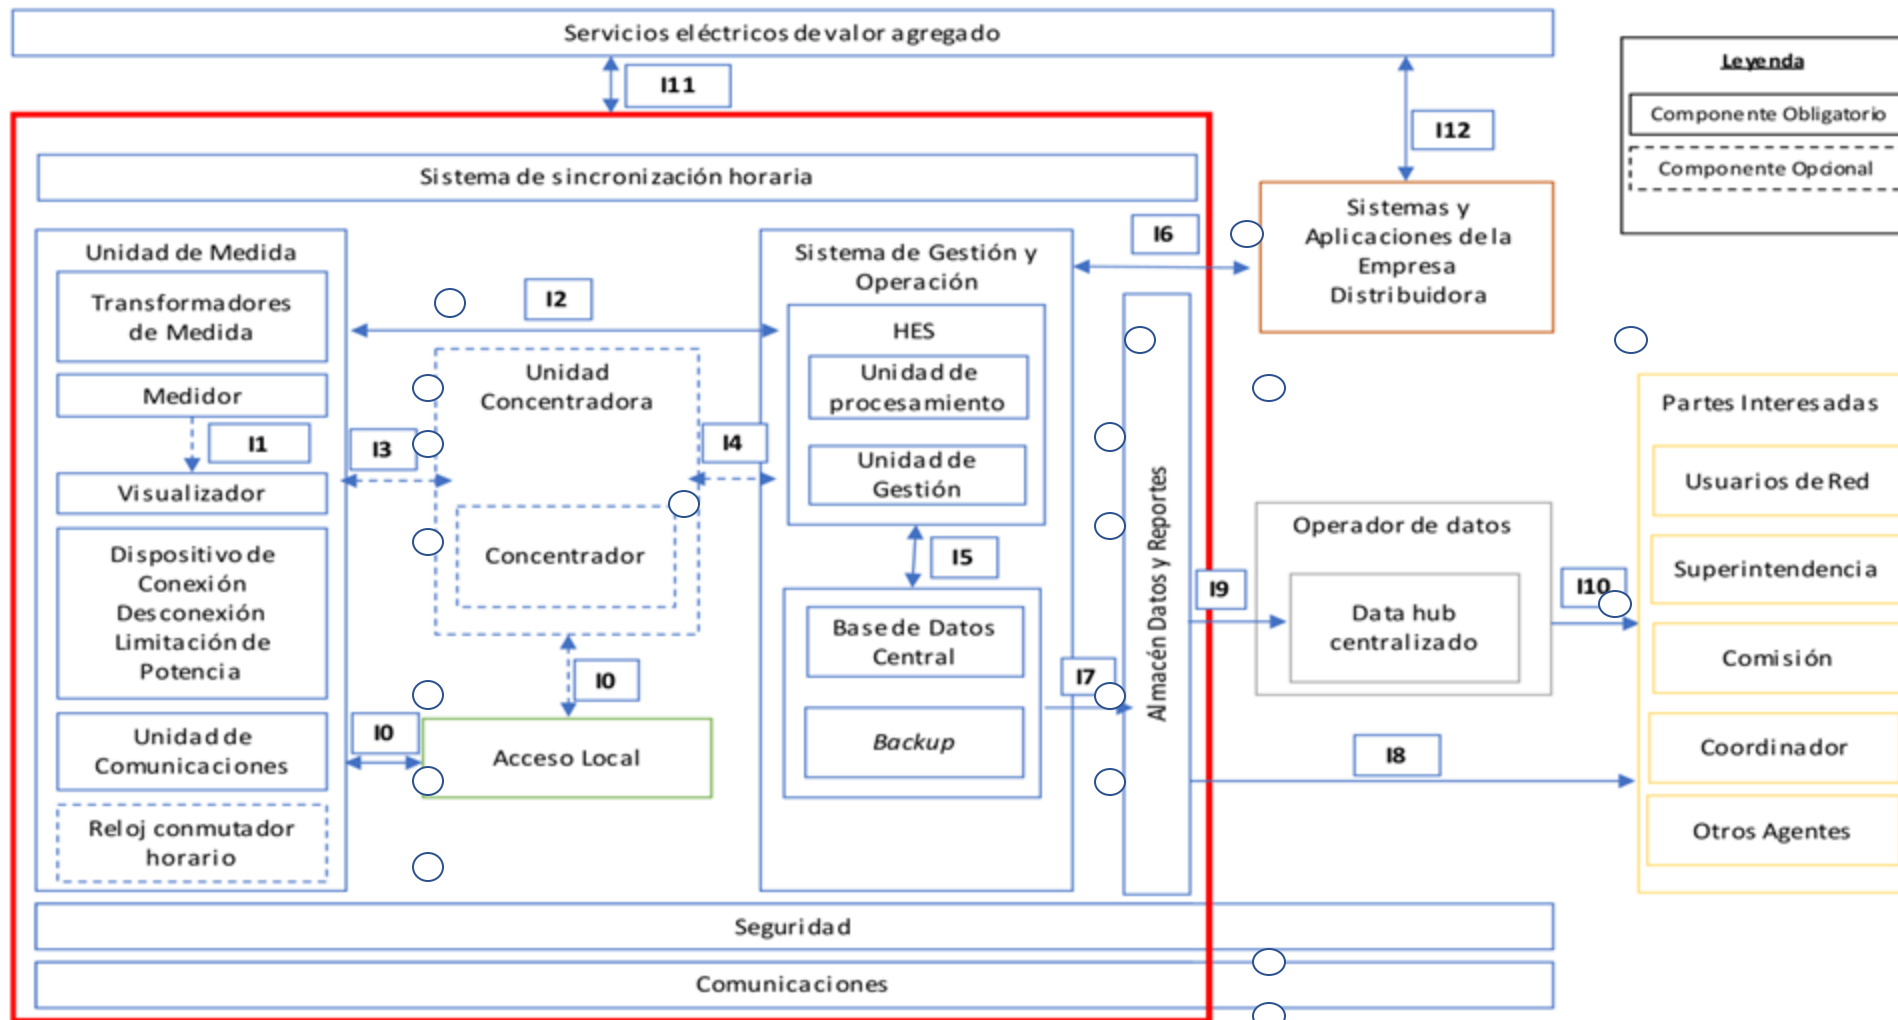 Servicios eléctricos de valor agregado
I11
I12
Leyenda
Componente Obligatorio
Componente Opcional
Sistema de sincronización horaria
Unidad de Medida
Transformadores
de Medida
Medidor
I1
Visualizador
Dispositivo de
Conexión
Desconexión
Limitación de
Potencia
Unidad de
Comunicaciones
Reloj conmutador
horario
I2
I3
Unidad
Concentradora
Concentrador
I4
I0
I0
Acceso Local
Sistema de Gestión y
Operación
HES
Unidad de
procesamiento
Unidad de
Gestión
I5
Base de Datos
Central
Backup
I6
I7
Almacén Datos y Reportes
Sistemas y
Aplicaciones de la
Empresa
Distribuidora
I9
Operador de datos
Data hub
centralizado
I10
I8
Partes Interesadas
Usuarios de Red
Superintendencia
Comisión
Coordinador
Otros Agentes
Seguridad
Comunicaciones